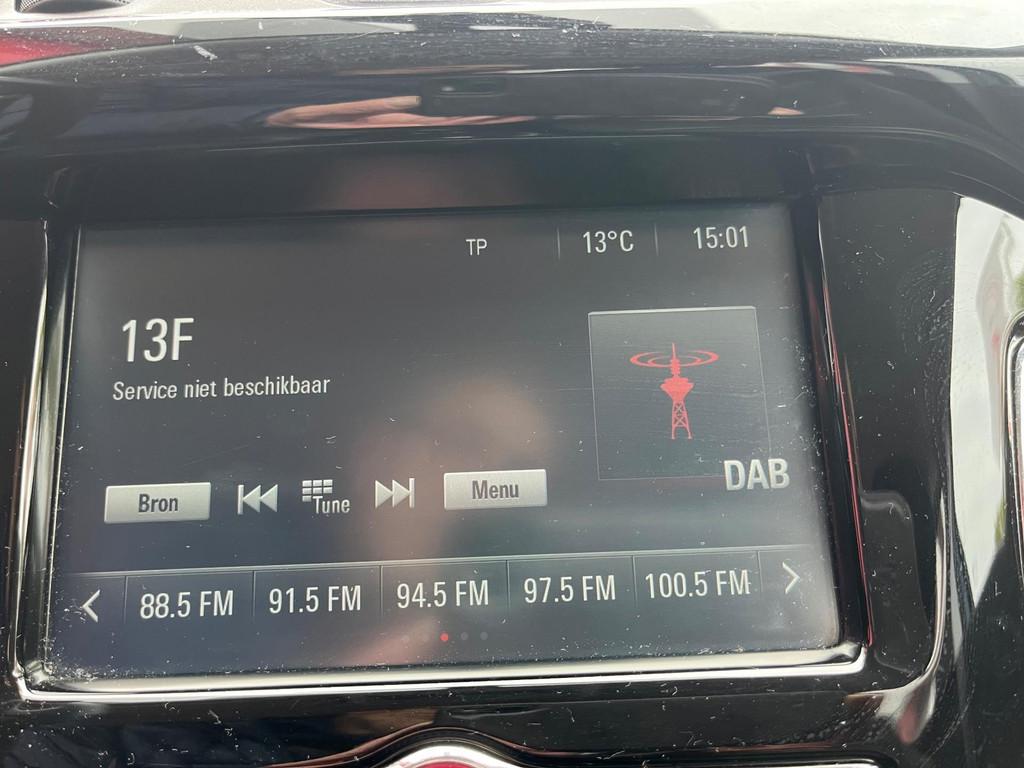 TP 13°C 15:01
13F
Service niet beschikbaar
DAB
Bron Tune Menu
88.5 FM 91.5 FM 94.5 FM 97.5 FM 100.5 FM